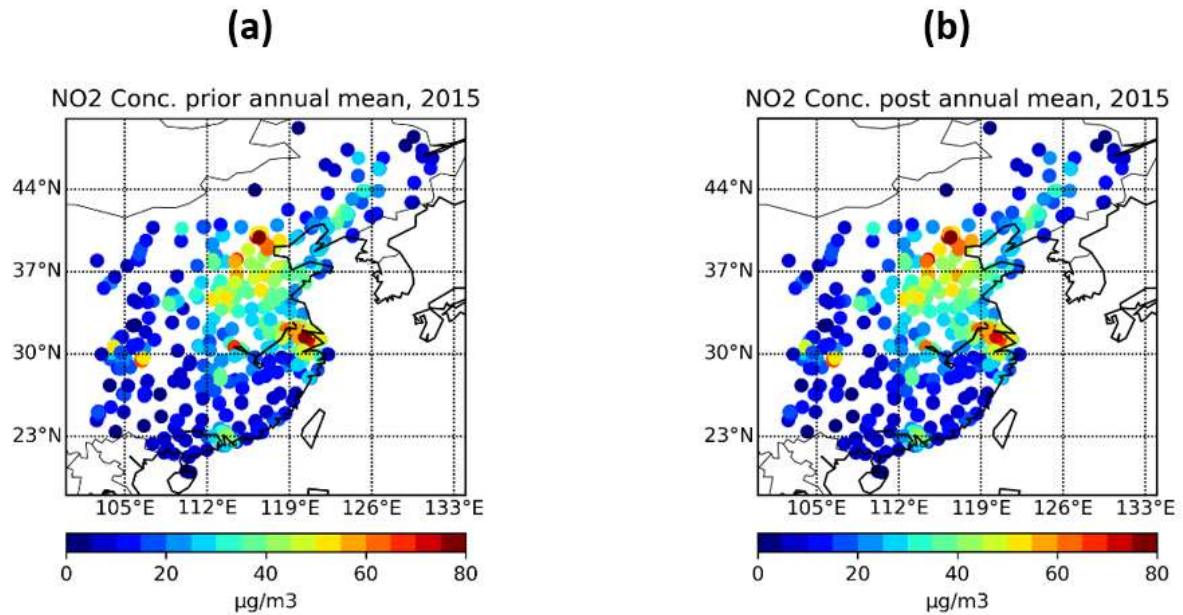 (a) (b)
NO2 Conc. prior annual mean, 2015 NO2 Conc. post annual mean, 2015
44°N 44°N
37°N 37°N
30°N 30°N
23°N 23°N
105°E 112°E 119°E 126°E 133°E 105°E 112°E 119°E 126°E 133°E
0 20 40 60 80 0 20 40 60 80
µg/m3 µg/m3